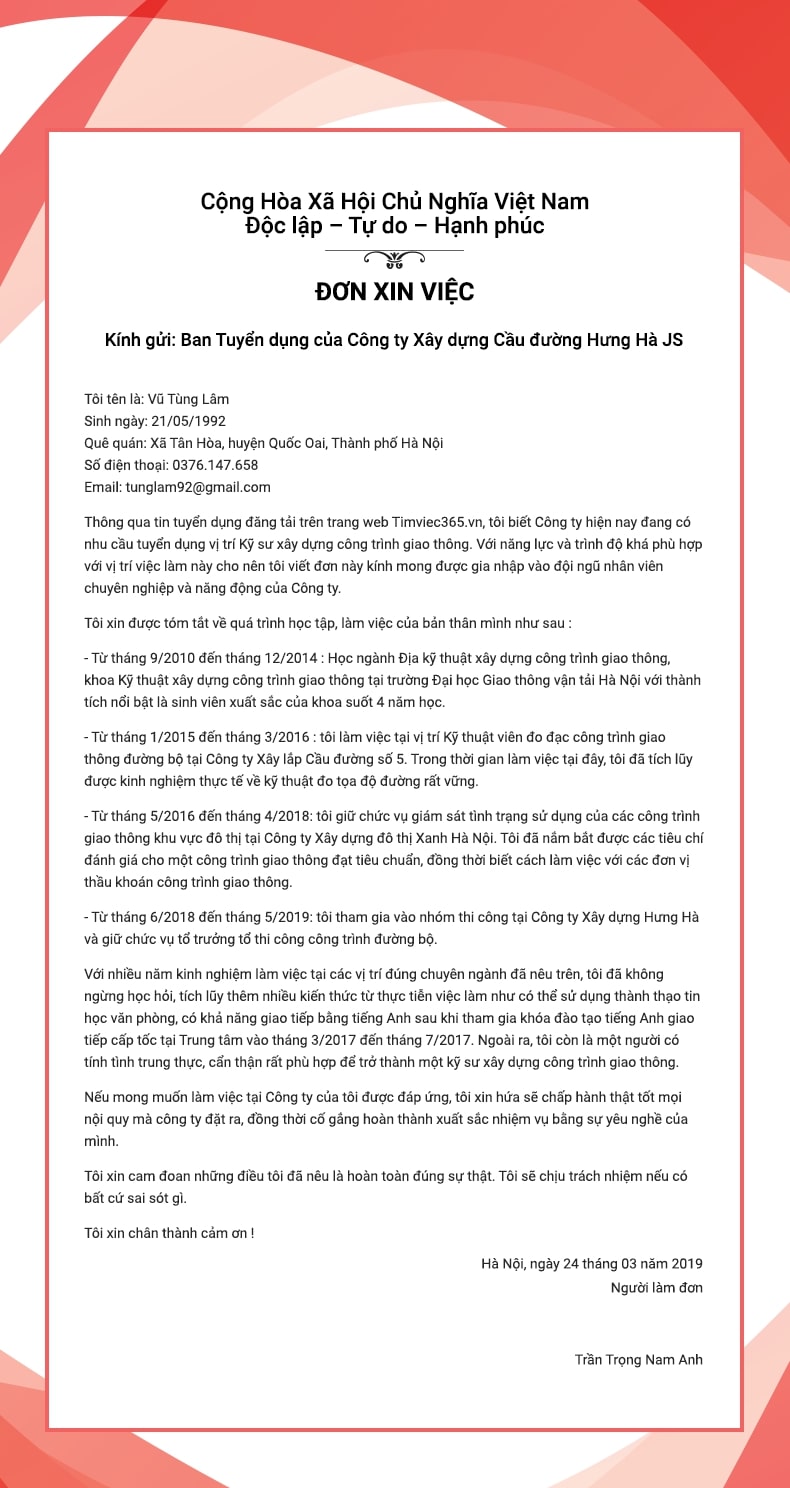 Cộng Hòa Xã Hội Chủ Nghĩa Việt Nam
Độc lập – Tự do – Hạnh phúc
ĐƠN XIN VIỆC
Kính gửi: Ban Tuyển dụng của Công ty Xây dựng Cầu đường Hưng Hà JS
Tôi tên là: Vũ Tùng Lâm
Sinh ngày: 21/05/1992
Quê quán: Xã Tân Hòa, huyện Quốc Oai, Thành phố Hà Nội
Số điện thoại: 0376.147.658
Email: tunglam92@gmail.com
Thông qua tin tuyển dụng đăng tải trên trang web Timviec365.vn, tôi biết Công ty hiện nay đang có
nhu cầu tuyển dụng vị trí Kỹ sư xây dựng công trình giao thông. Với năng lực và trình độ khá phù hợp
với vị trí việc làm này cho nên tôi viết đơn này kính mong được gia nhập vào đội ngũ nhân viên
chuyên nghiệp và năng động của Công ty.
Tôi xin được tóm tắt về quá trình học tập, làm việc của bản thân mình như sau :
- Từ tháng 9/2010 đến tháng 12/2014 : Học ngành Địa kỹ thuật xây dựng công trình giao thông,
khoa Kỹ thuật xây dựng công trình giao thông tại trường Đại học Giao thông vận tải Hà Nội với thành
tích nổi bật là sinh viên xuất sắc của khoa suốt 4 năm học.
- Từ tháng 1/2015 đến tháng 3/2016 : tôi làm việc tại vị trí Kỹ thuật viên đo đạc công trình giao
thông đường bộ tại Công ty Xây lắp Cầu đường số 5. Trong thời gian làm việc tại đây, tôi đã tích lũy
được kinh nghiệm thực tế về kỹ thuật đo tọa độ đường rất vững.
- Từ tháng 5/2016 đến tháng 4/2018: tôi giữ chức vụ giám sát tình trạng sử dụng của các công trình
giao thông khu vực đô thị tại Công ty Xây dựng đô thị Xanh Hà Nội. Tôi đã nắm bắt được các tiêu chí
đánh giá cho một công trình giao thông đạt tiêu chuẩn, đồng thời biết cách làm việc với các đơn vị
thầu khoán công trình giao thông.
- Từ tháng 6/2018 đến tháng 5/2019: tôi tham gia vào nhóm thi công tại Công ty Xây dựng Hưng Hà
và giữ chức vụ tổ trưởng tổ thi công công trình đường bộ.
Với nhiều năm kinh nghiệm làm việc tại các vị trí đúng chuyên ngành đã nêu trên, tôi đã không
ngừng học hỏi, tích lũy thêm nhiều kiến thức từ thực tiễn việc làm như có thể sử dụng thành thạo tin
học văn phòng, có khả năng giao tiếp bằng tiếng Anh sau khi tham gia khóa đào tạo tiếng Anh giao
tiếp cấp tốc tại Trung tâm vào tháng 3/2017 đến tháng 7/2017. Ngoài ra, tôi còn là một người có
tính tình trung thực, cẩn thận rất phù hợp để trở thành một kỹ sư xây dựng công trình giao thông.
Nếu mong muốn làm việc tại Công ty của tôi được đáp ứng, tôi xin hứa sẽ chấp hành thật tốt mọi
nội quy mà công ty đặt ra, đồng thời cố gắng hoàn thành xuất sắc nhiệm vụ bằng sự yêu nghề của
mình.
Tôi xin cam đoan những điều tôi đã nêu là hoàn toàn đúng sự thật. Tôi sẽ chịu trách nhiệm nếu có
bất cứ sai sót gì.
Tôi xin chân thành cảm ơn !
Hà Nội, ngày 24 tháng 03 năm 2019
Người làm đơn
Trần Trọng Nam Anh